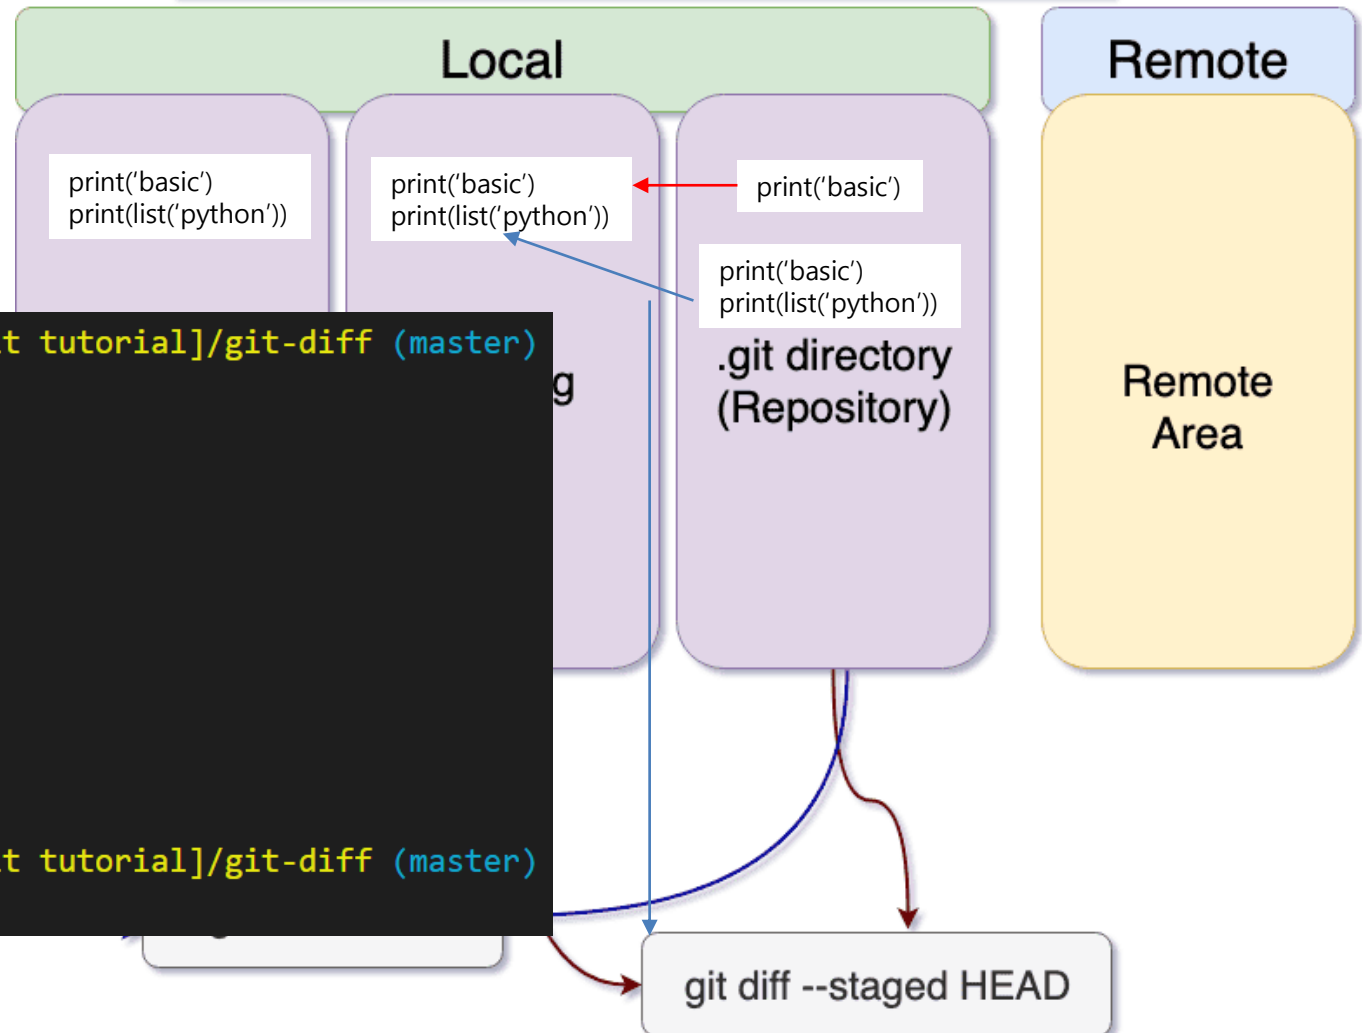 Local
Remote
print(‘basic’)
print(list(‘python’))
print(‘basic’)
print(list(‘python’))
print(‘basic’)
print(‘basic’)
print(list(‘python’))
.git directory
(Repository)
Remote
Area
tutorial]/git-diff (master)
tutorial]/git-diff (master)
git diff --staged HEAD